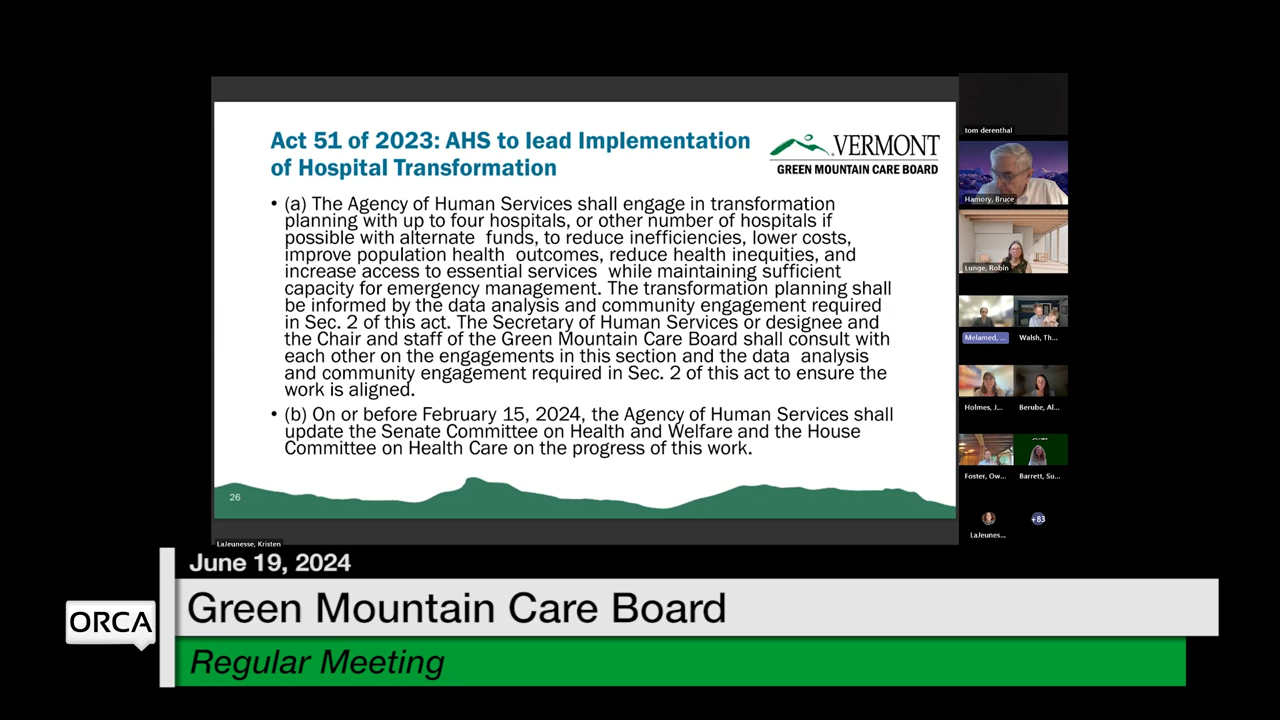 Act 51 of 2023: AHS to lead Implementation
of Hospital Transformation
VERMONT
GREEN MOUNTAIN CARE BOARD
• (a) The Agency of Human Services shall engage in transformation
planning with up to four hospitals, or other number of hospitals if
possible with alternate funds, to reduce inefficiencies, lower costs,
improve population health outcomes, reduce health inequities, and
increase access to essential services while maintaining sufficient
capacity for emergency management. The transformation planning shall
be informed by the data analysis and community engagement required
in Sec. 2 of this act. The Secretary of Human Services or designee and
the Chair and staff of the Green Mountain Care Board shall consult with
each other on the engagements in this section and the data analysis
and community engagement required in Sec. 2 of this act to ensure the
work is aligned.
• (b) On or before February 15, 2024, the Agency of Human Services shall
update the Senate Committee on Health and Welfare and the House
Committee on Health Care on the progress of this work.
26
LaJeunesse, Kristen
tom derenthal
Hamory, Bruce
Lunge, Robin
Melamed, ...
Walsh, Th...
Holmes, J...
Berube, Al...
Foster, Ow...
Barrett, Su...
LaJeunes...
+83
June 19, 2024
ORCA
Green Mountain Care Board
Regular Meeting